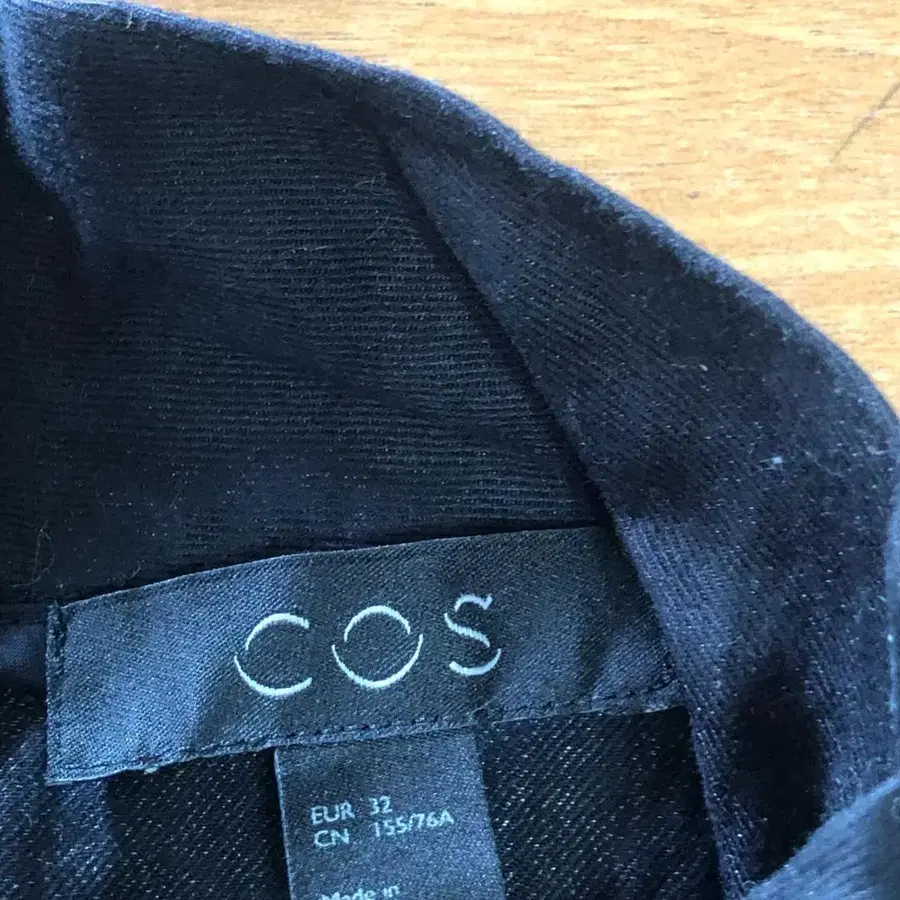 COS
EUR 32
CN 155/76A
Made in